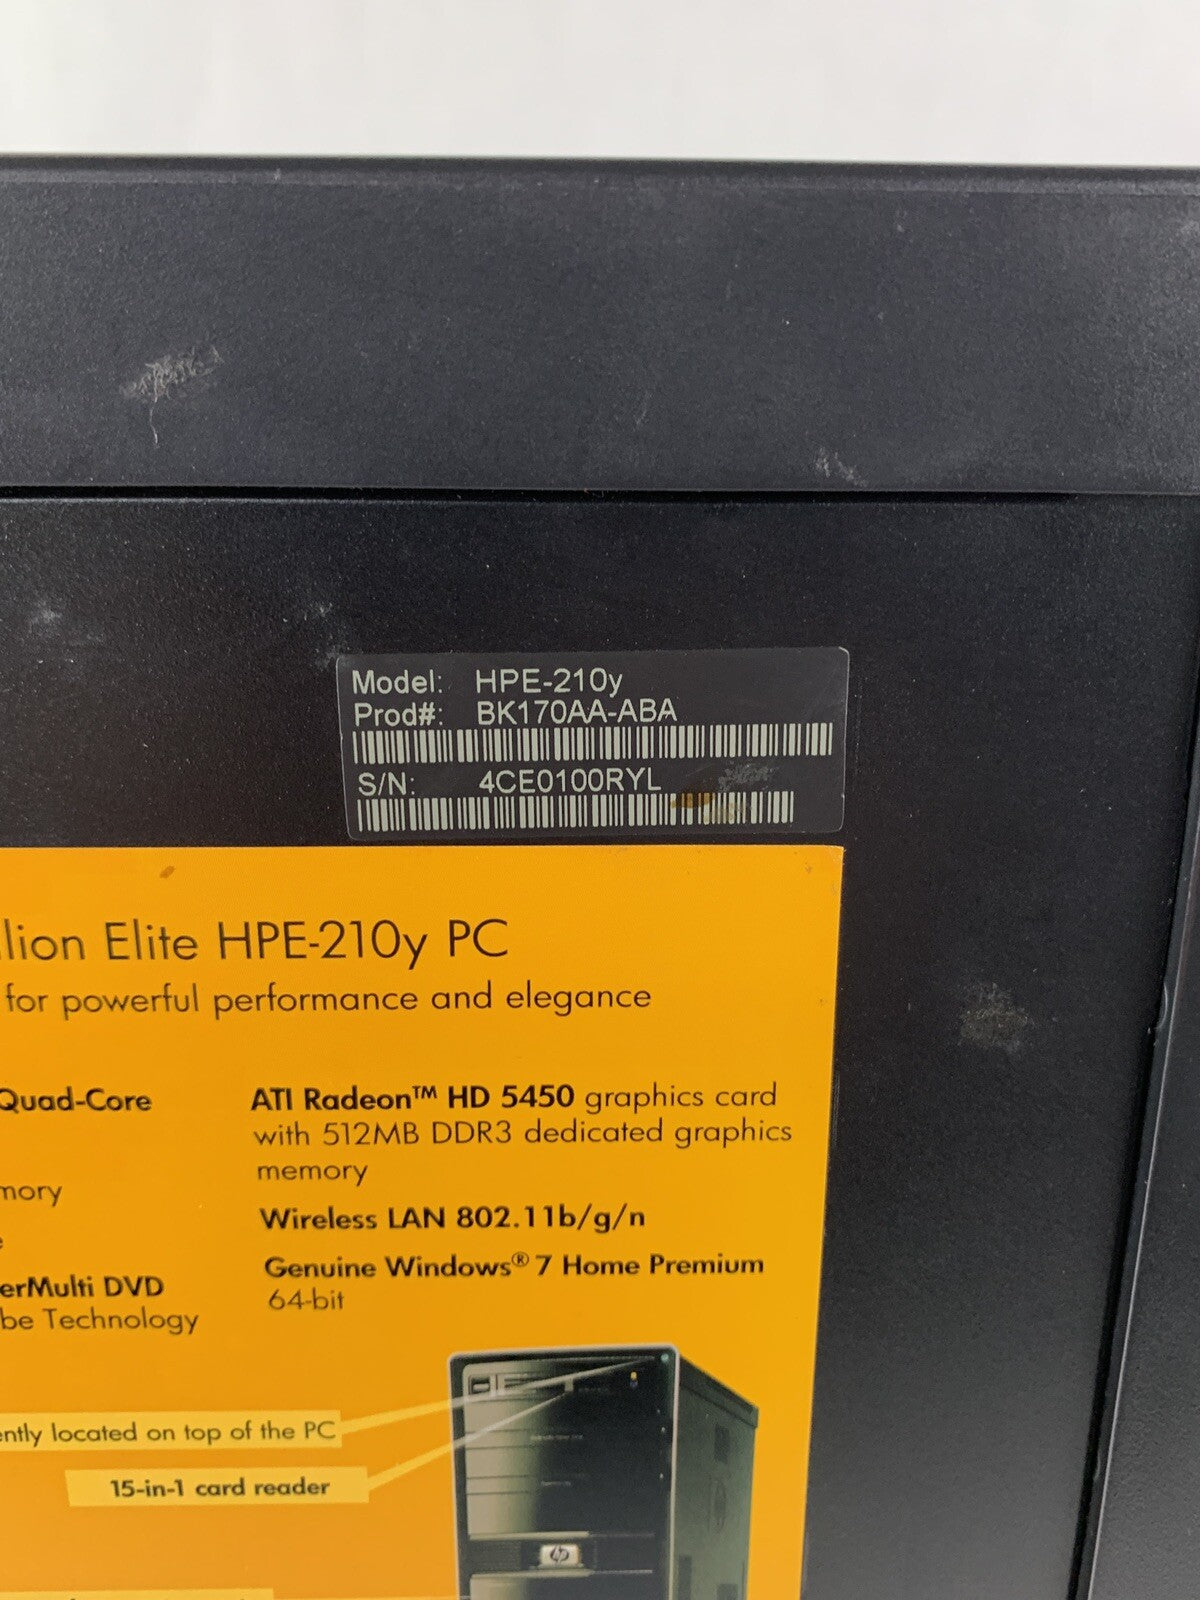 Model: HPE-210y
Prod#: BK170AA-ABA
S/N: 4CE0100RYL
lion Elite HPE-210y PC
for powerful performance and elegance
Quad-Core
mory
e
erMulti DVD
be Technology
ATI Radeon™ HD 5450 graphics card
with 512MB DDR3 dedicated graphics
memory
Wireless LAN 802.11b/g/n
Genuine Windows® 7 Home Premium
64-bit
ently located on top of the PC
15-in-1 card reader
hp